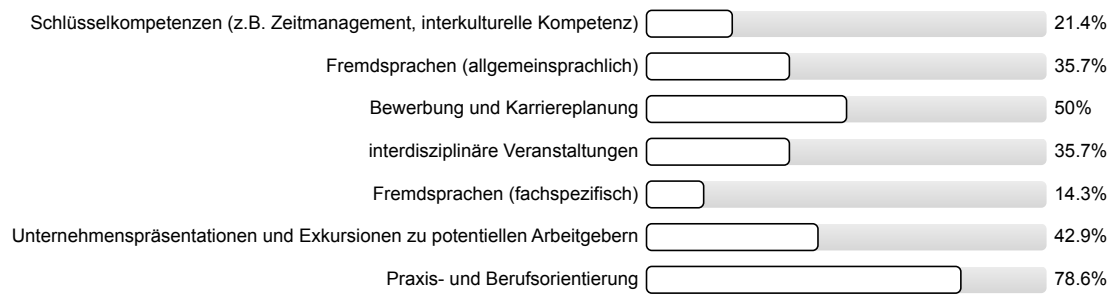 Schlüsselkompetenzen (z.B. Zeitmanagement, interkulturelle Kompetenz) 21.4%
Fremdsprachen (allgemeinsprachlich) 35.7%
Bewerbung und Karriereplanung 50%
interdisziplinäre Veranstaltungen 35.7%
Fremdsprachen (fachspezifisch) 14.3%
Unternehmenspräsentationen und Exkursionen zu potentiellen Arbeitgebern 42.9%
Praxis- und Berufsorientierung 78.6%